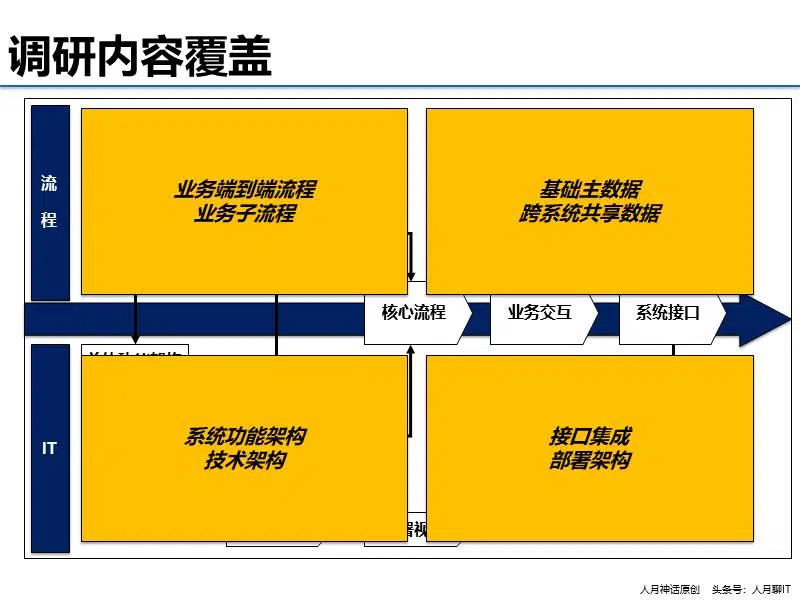 调研内容覆盖
流
程
业务端到端流程
业务子流程
基础主数据
跨系统共享数据
核心流程
业务交互
系统接口
IT
系统功能架构
技术架构
接口集成
部署架构
人月神话原创 头条号：人月聊IT